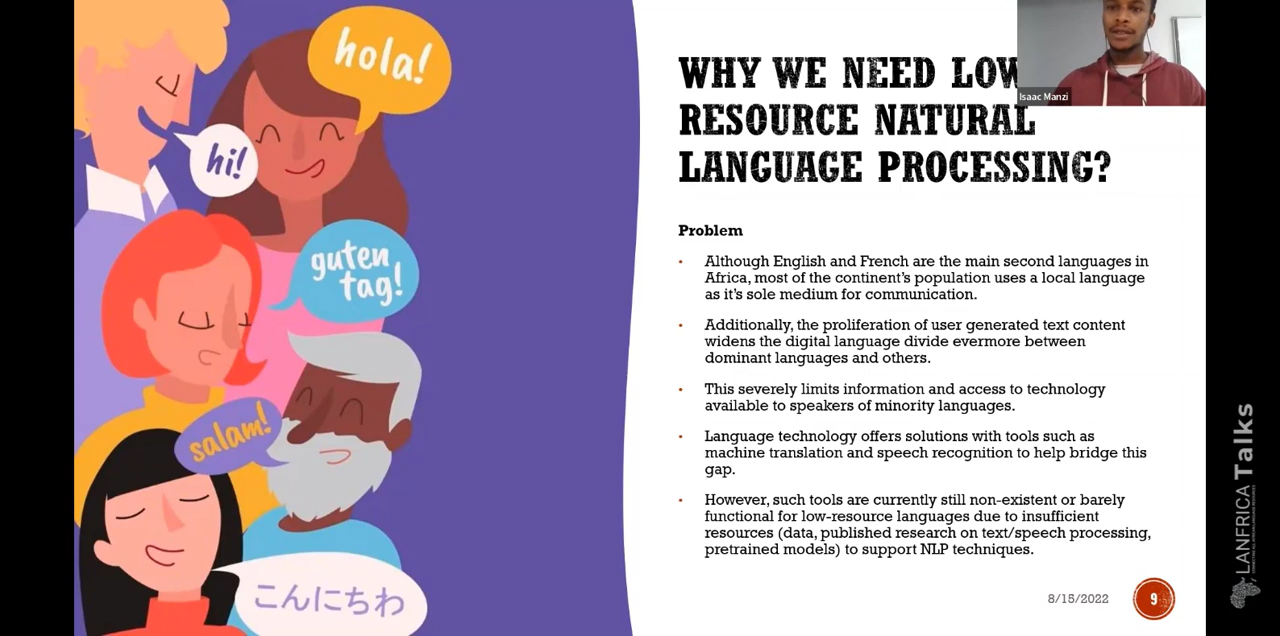 hola!
hi!
guten
tag!
salam!
こんにちわ
WHY WE NEED LOW
RESOURCE NATURAL
LANGUAGE PROCESSING?
Isaac Manzi
Problem
• Although English and French are the main second languages in
Africa, most of the continent's population uses a local language
as it's sole medium for communication.
• Additionally, the proliferation of user generated text content
widens the digital language divide evermore between
dominant languages and others.
• This severely limits information and access to technology
available to speakers of minority languages.
• Language technology offers solutions with tools such as
machine translation and speech recognition to help bridge this
gap.
• However, such tools are currently still non-existent or barely
functional for low-resource languages due to insufficient
resources (data, published research on text/speech processing,
pretrained models) to support NLP techniques.
8/15/2022
9
LANFRICA Talks